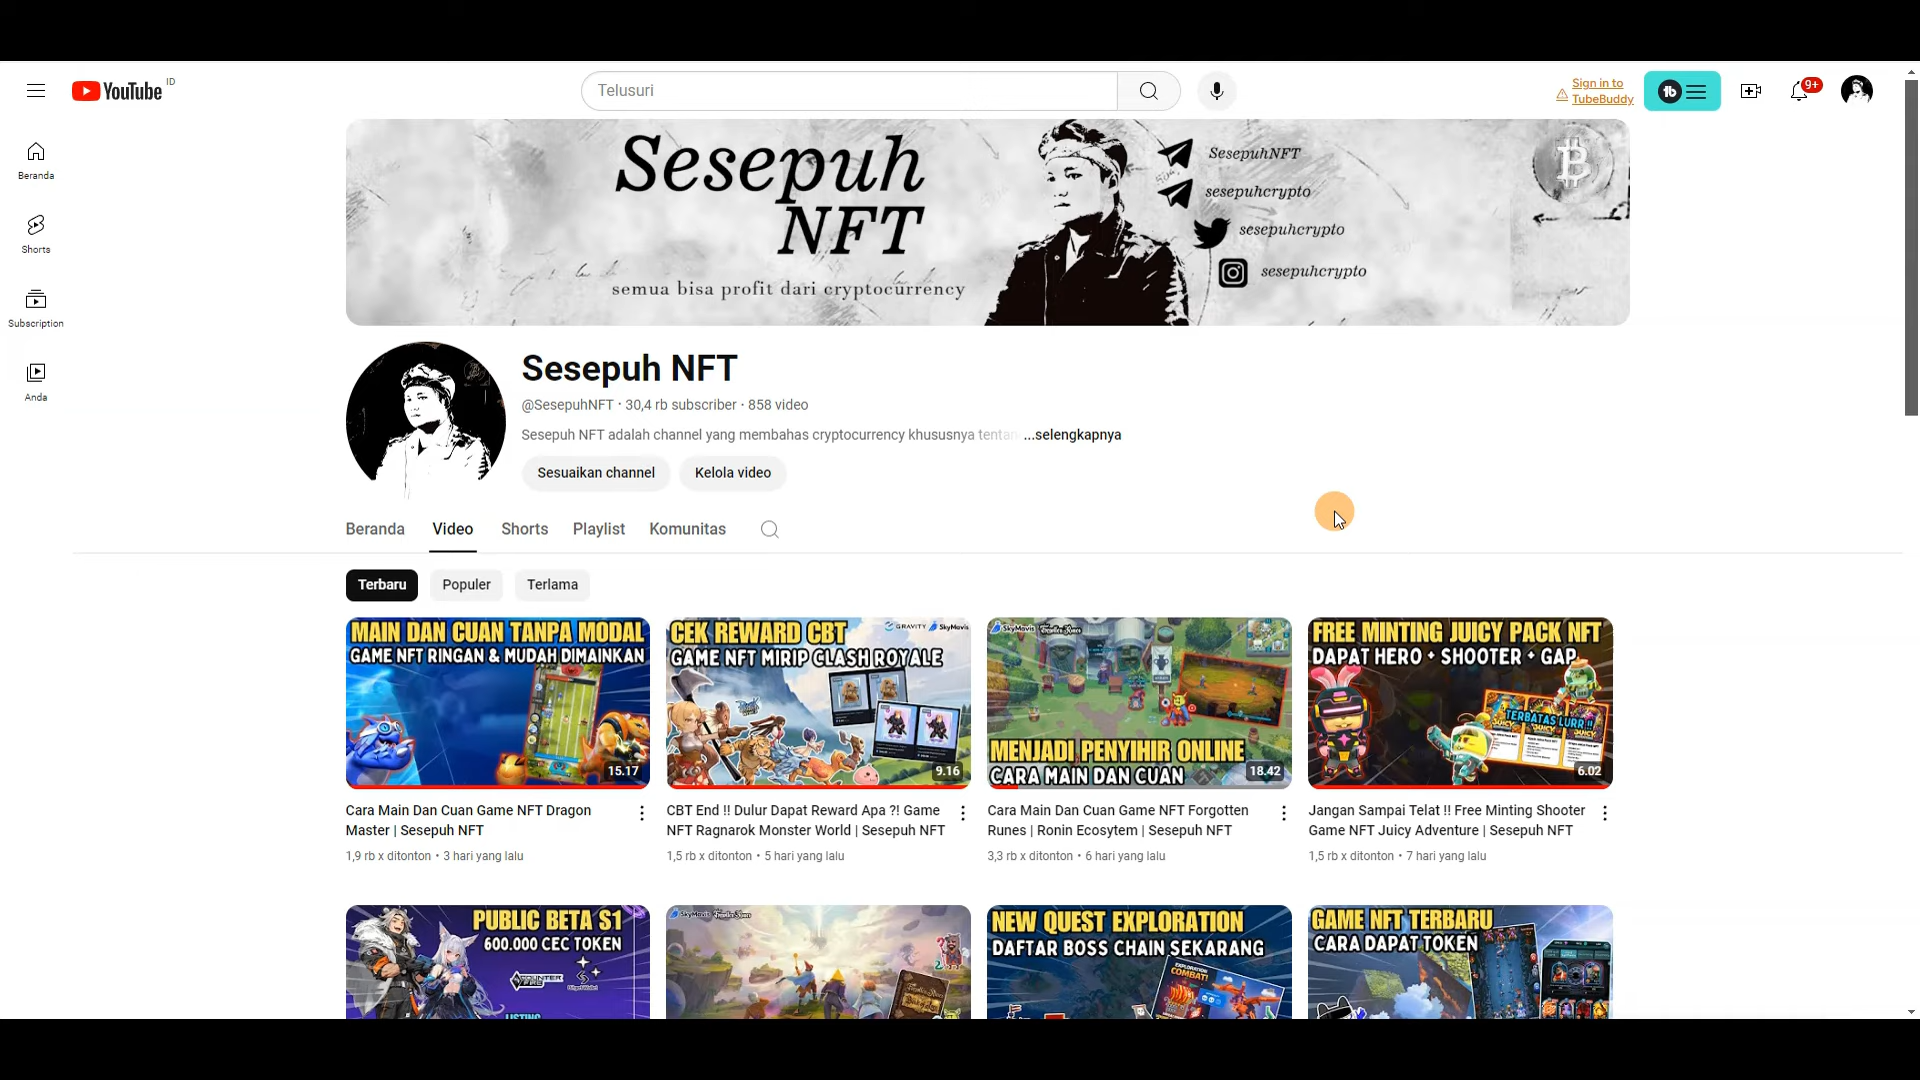 YouTube ID
Telusuri
Sign in to
TubeBuddy
9+
Beranda
Shorts
Subscription
Anda
Sesepuh
NFT
semua bisa profit dari cryptocurrency
SesepuhNFT
sesepuhcrypto
sesepuhcrypto
sesepuhcrypto
Sesepuh NFT
@SesepuhNFT · 30,4 rb subscriber · 858 video
Sesepuh NFT adalah channel yang membahas cryptocurrency khususnya ...selengkapnya
Sesuaikan channel
Kelola video
Beranda
Video
Shorts
Playlist
Komunitas
Terbaru
Populer
Terlama
MAIN DAN CUAN TANPA MODAL
GAME NFT RINGAN & MUDAH DIMAINKAN
15.17
Cara Main Dan Cuan Game NFT Dragon
Master | Sesepuh NFT
1,9 rb x ditonton · 3 hari yang lalu
CEK REWARD CBT
GRAVITY SkyMavis
GAME NFT MIRIP CLASH ROYALE
9.16
CBT End !! Dulur Dapat Reward Apa ?! Game
NFT Ragnarok Monster World | Sesepuh NFT
1,5 rb x ditonton · 5 hari yang lalu
SkyMavis
MENJADI PENYIHIR ONLINE
CARA MAIN DAN CUAN
18.42
Cara Main Dan Cuan Game NFT Forgotten
Runes | Ronin Ecosytem | Sesepuh NFT
3,3 rb x ditonton · 6 hari yang lalu
FREE MINTING JUICY PACK NFT
DAPAT HERO + SHOOTER + GAP
TERBATAS LURR !!
6.02
Jangan Sampai Telat !! Free Minting Shooter
Game NFT Juicy Adventure | Sesepuh NFT
1,5 rb x ditonton · 7 hari yang lalu
PUBLIC BETA S1
600.000 CEC TOKEN
LISTING
SkyMavis
NEW QUEST EXPLORATION
DAFTAR BOSS CHAIN SEKARANG
EXPLORATION
COMBAT!
GAME NFT TERBARU
CARA DAPAT TOKEN